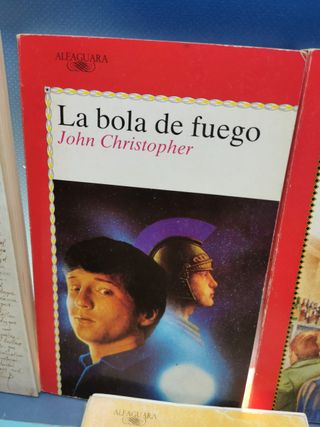 ALFAGUARA
La bola de fuego
John Christopher
ALFAGUARA